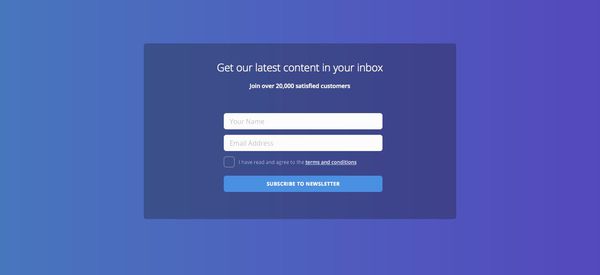 Get our latest content in your inbox
Join over 20,000 satisfied customers
Your Name
Email Address
I have read and agree to the terms and conditions
SUBSCRIBE TO NEWSLETTER